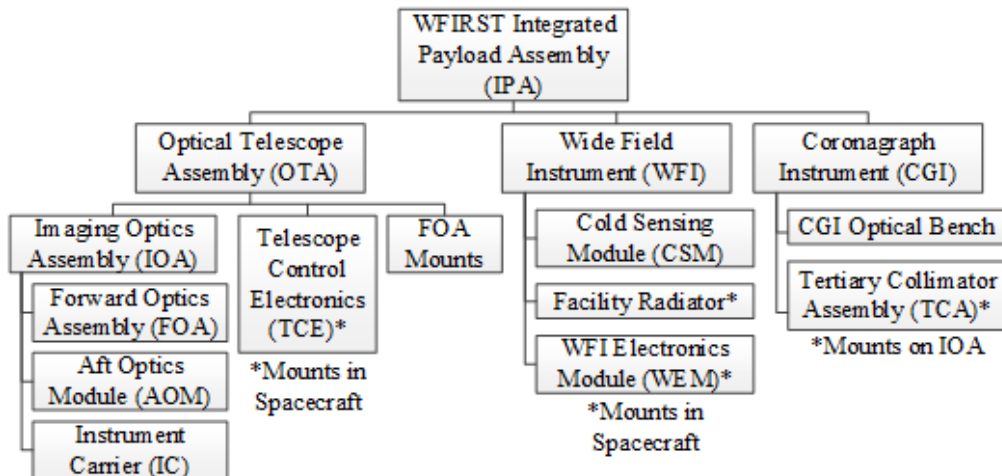 WFIRST Integrated
Payload Assembly
(IPA)
Optical Telescope
Assembly (OTA)
Wide Field
Instrument (WFI)
Coronagraph
Instrument (CGI)
Imaging Optics
Assembly (IOA)
Forward Optics
Assembly (FOA)
Aft Optics
Module (AOM)
Instrument
Carrier (IC)
Telescope
Control
Electronics
(TCE)*
*Mounts in
Spacecraft
FOA
Mounts
Cold Sensing
Module (CSM)
Facility Radiator*
WFI Electronics
Module (WEM)*
*Mounts in
Spacecraft
CGI Optical Bench
Tertiary Collimator
Assembly (TCA)*
*Mounts on IOA